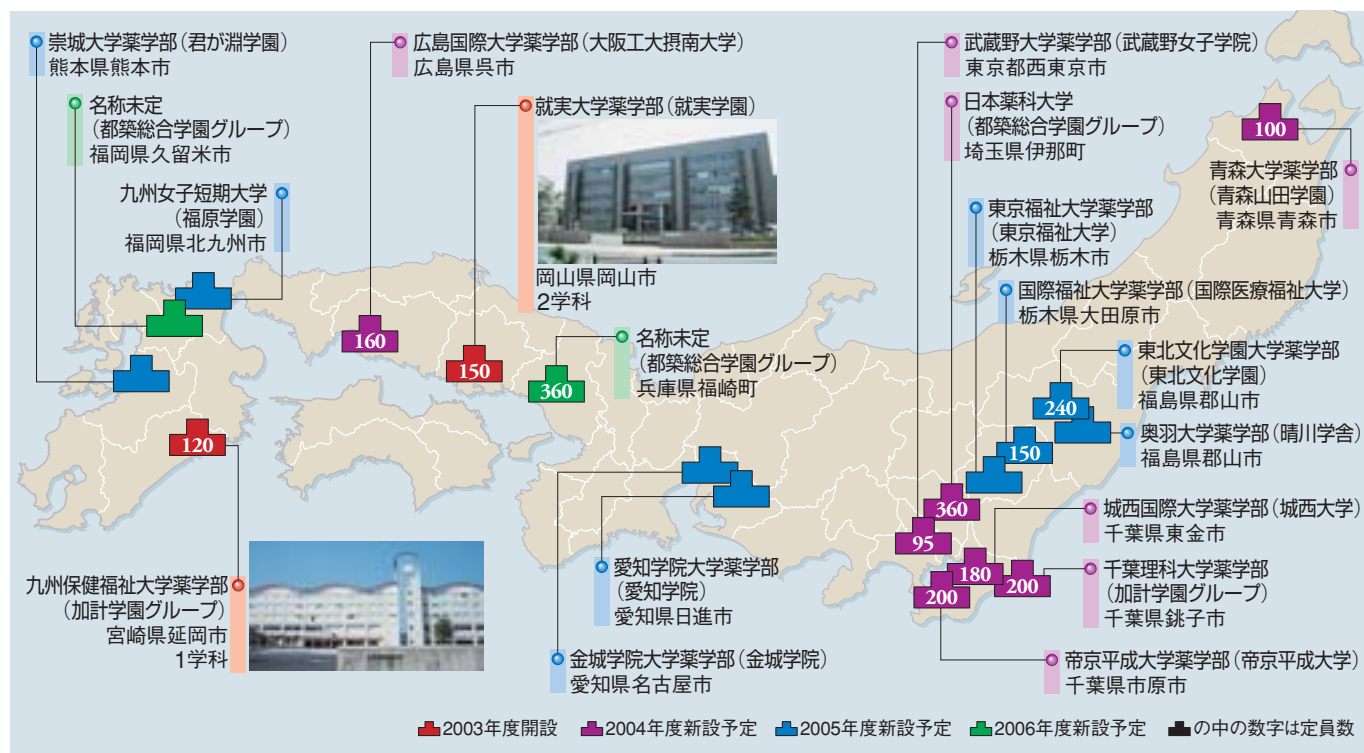 崇城大学薬学部(君が淵学園)
熊本県熊本市
名称未定
(都築総合学園グループ)
福岡県久留米市
九州女子短期大学
(福原学園)
福岡県北九州市
広島国際大学薬学部(大阪工大摂南大学)
広島県呉市
就実大学薬学部(就実学園)
岡山県岡山市
2学科
名称未定
(都築総合学園グループ)
兵庫県福崎町
武蔵野大学薬学部(武蔵野女子学院)
東京都西東京市
日本薬科大学
(都築総合学園グループ)
埼玉県伊那町
青森大学薬学部
(青森山田学園)
青森県青森市
東京福祉大学薬学部
(東京福祉大学)
栃木県栃木市
国際福祉大学薬学部(国際医療福祉大学)
栃木県大田原市
東北文化学園大学薬学部
(東北文化学園)
福島県郡山市
奥羽大学薬学部(晴川学舎)
福島県郡山市
城西国際大学薬学部(城西大学)
千葉県東金市
千葉理科大学薬学部
(加計学園グループ)
千葉県銚子市
帝京平成大学薬学部(帝京平成大学)
千葉県市原市
愛知学院大学薬学部
(愛知学院)
愛知県日進市
金城学院大学薬学部(金城学院)
愛知県名古屋市
九州保健福祉大学薬学部
(加計学園グループ)
宮崎県延岡市
1学科
100
160
150
360
120
240
150
360
95
180
200
200
2003年度開設
2004年度新設予定
2005年度新設予定
2006年度新設予定
の中の数字は定員数